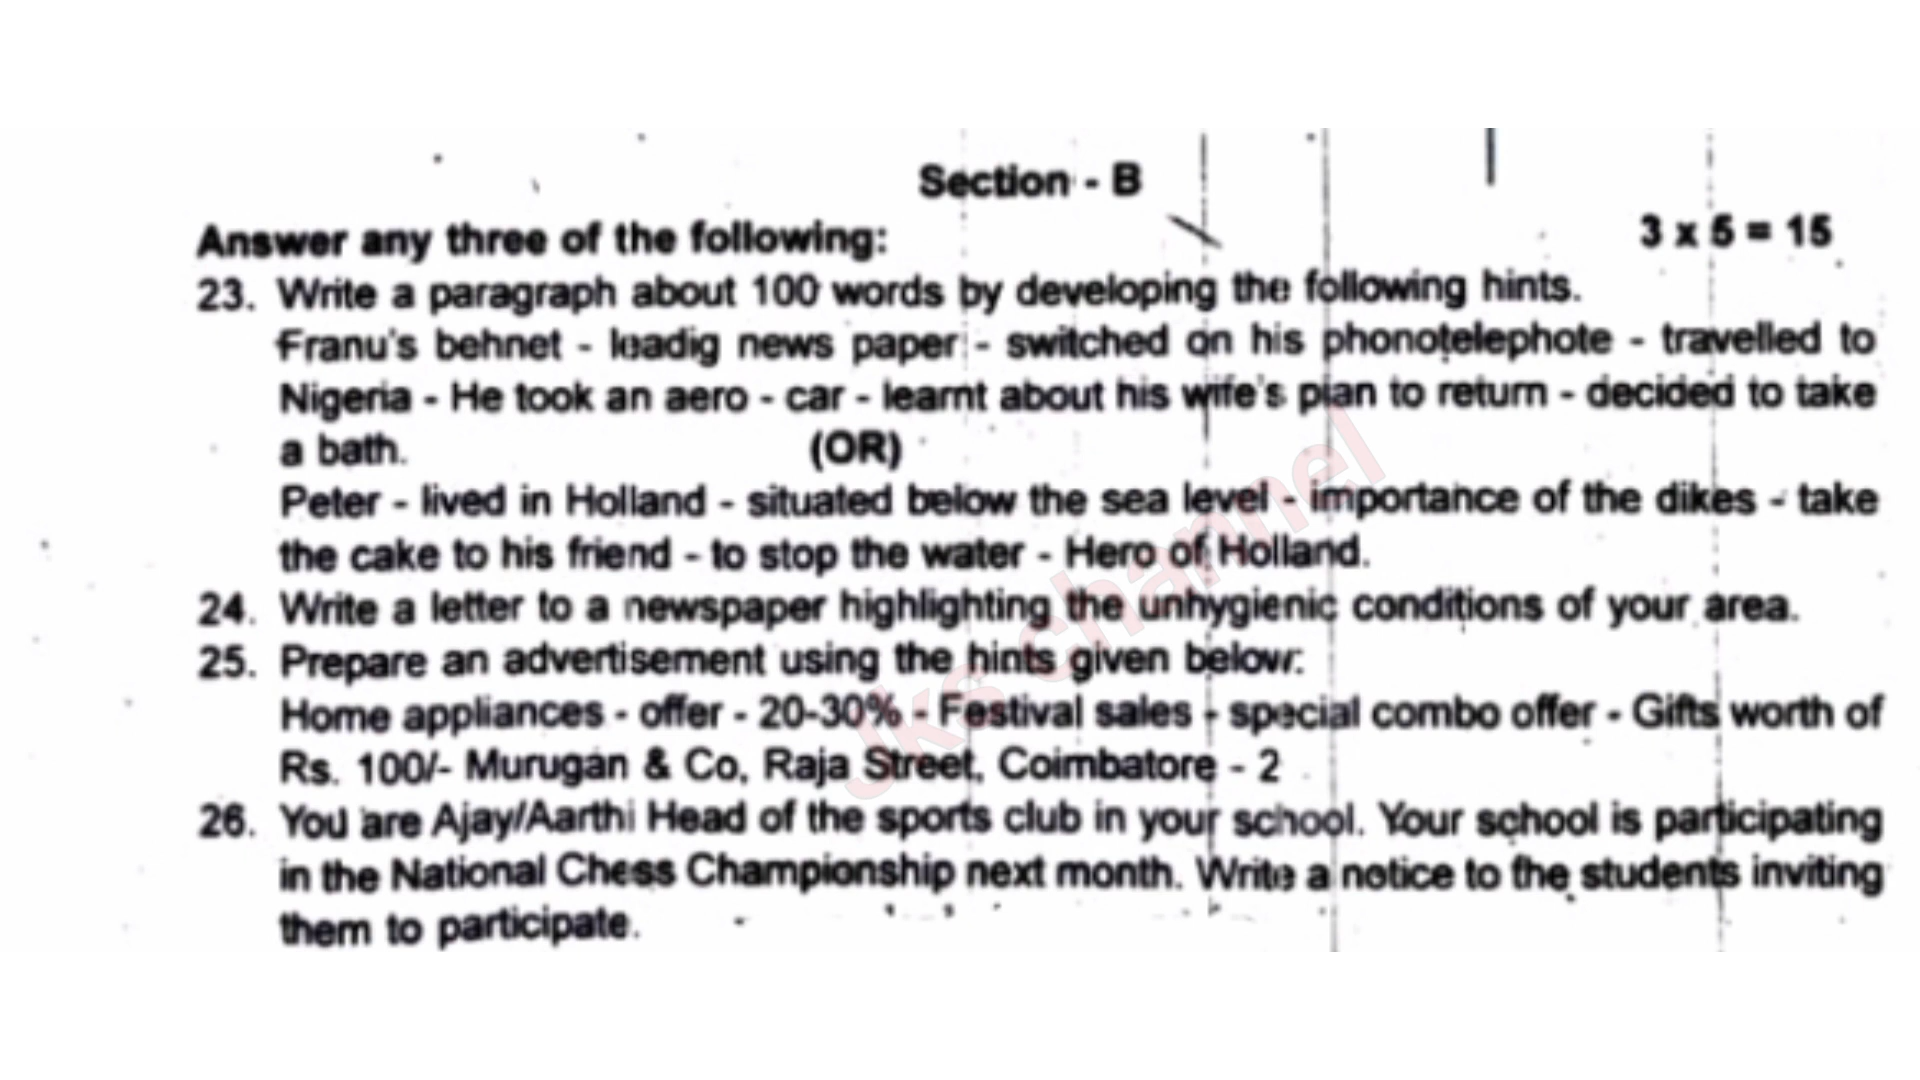 Section - B
Answer any three of the following: 3 x 5 = 15
23. Write a paragraph about 100 words by developing the following hints.
Franu's behnet - leadig news paper - switched on his phonotelephote - travelled to
Nigeria - He took an aero - car - learnt about his wife's plan to return - decided to take
a bath. (OR)
Peter - lived in Holland - situated below the sea level - importance of the dikes - take
the cake to his friend - to stop the water - Hero of Holland.
24. Write a letter to a newspaper highlighting the unhygienic conditions of your area.
25. Prepare an advertisement using the hints given below:
Home appliances - offer - 20-30% - Festival sales - special combo offer - Gifts worth of
Rs. 100/- Murugan & Co, Raja Street, Coimbatore - 2
26. You are Ajay/Aarthi Head of the sports club in your school. Your school is participating
in the National Chess Championship next month. Write a notice to the students inviting
them to participate.
jks channel